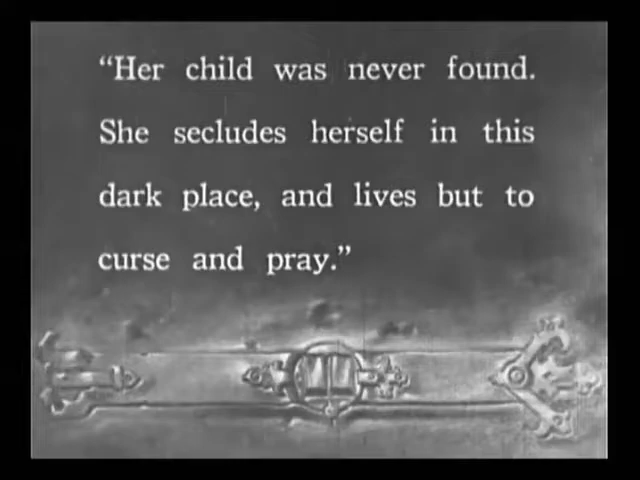 “Her child was never found.
She secludes herself in this
dark place, and lives but to
curse and pray.”